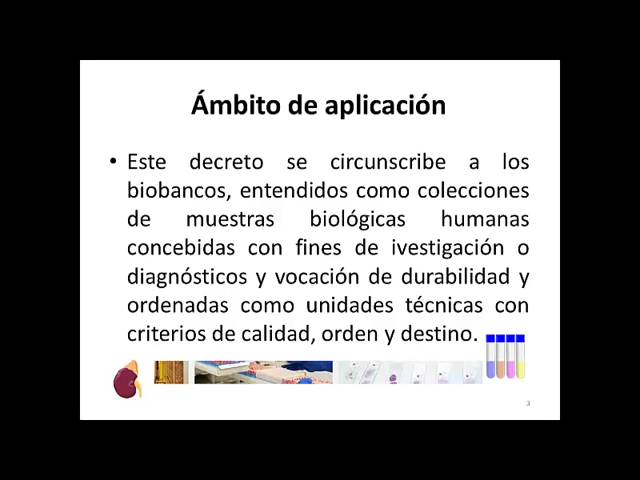 Ámbito de aplicación
• Este decreto se circunscribe a los
biobancos, entendidos como colecciones
de muestras biológicas humanas
concebidas con fines de ivestigación o
diagnósticos y vocación de durabilidad y
ordenadas como unidades técnicas con
criterios de calidad, orden y destino.
3